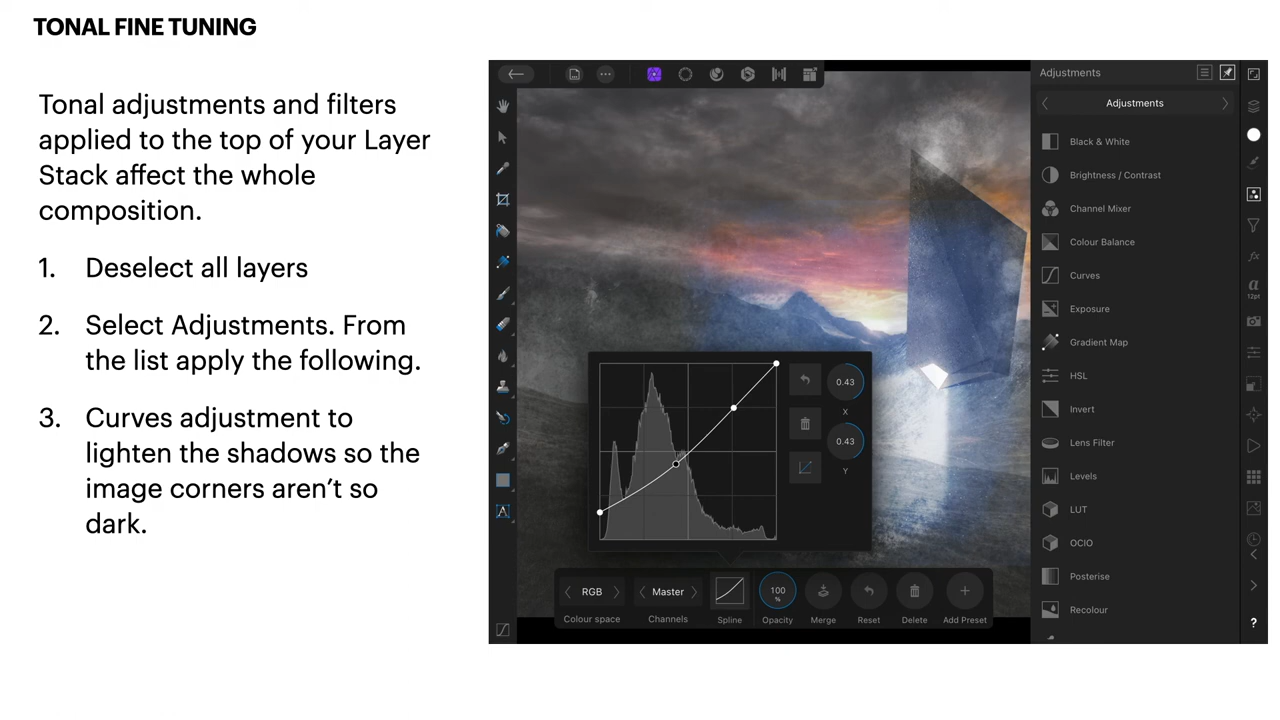 TONAL FINE TUNING
Tonal adjustments and filters
applied to the top of your Layer
Stack affect the whole
composition.
1. Deselect all layers
2. Select Adjustments. From
the list apply the following.
3. Curves adjustment to
lighten the shadows so the
image corners aren’t so
dark.
Adjustments
Adjustments
Black & White
Brightness / Contrast
Channel Mixer
Colour Balance
Curves
Exposure
Gradient Map
HSL
Invert
Lens Filter
Levels
LUT
OCIO
Posterise
Recolour
a
12pt
?
A
0.43
X
0.43
Y
RGB
Colour space
Master
Channels
Spline
100
%
Opacity
Merge
Reset
Delete
Add Preset